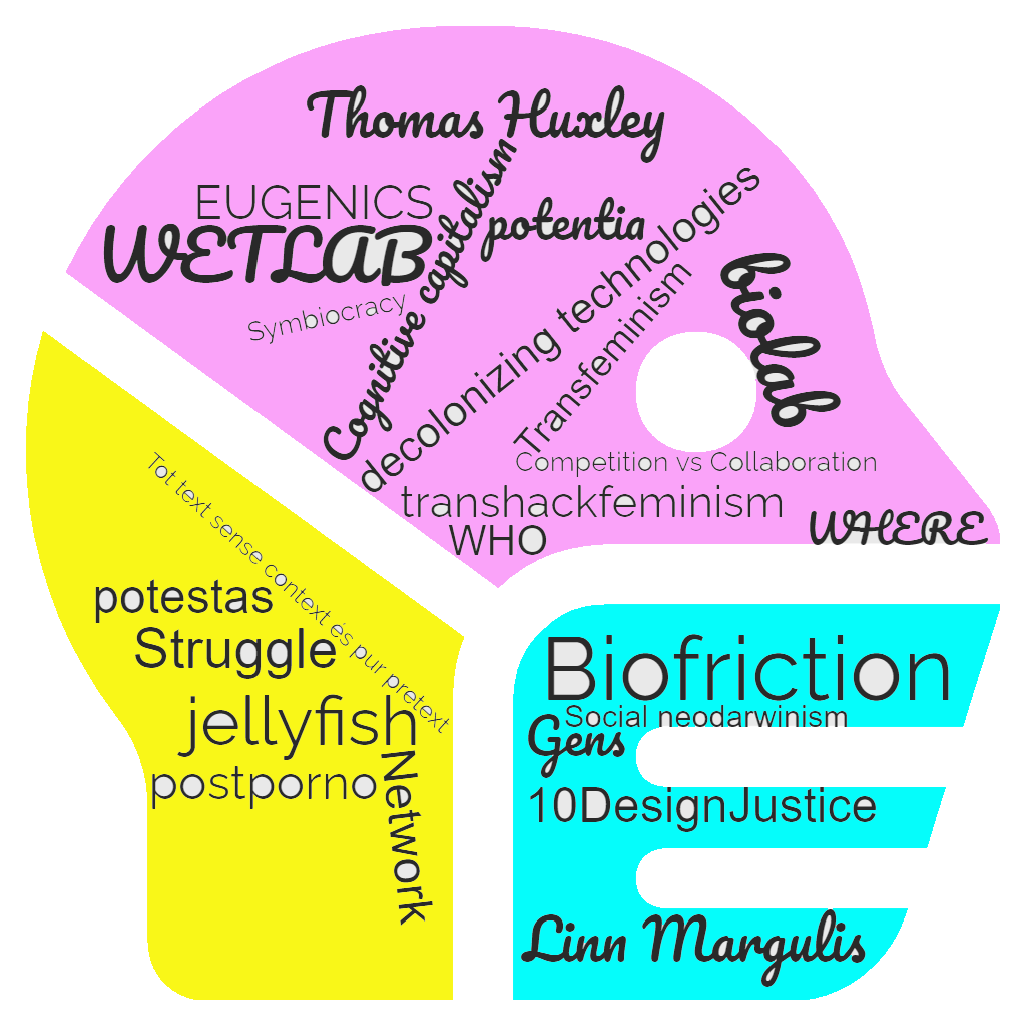 Thomas Huxley
EUGENICS
WETLAB
Symbiocracy
Cognitive capitalism
potentia
decolonizing technologies
Transfeminism
biolab
Competition vs Collaboration
transhackfeminism
WHO
WHERE
Tot text sense context és pur pretext
potestas
Struggle
jellyfish
postporno
Network
Biofriction
Social neodarwinism
Gens
10DesignJustice
Linn Margulis